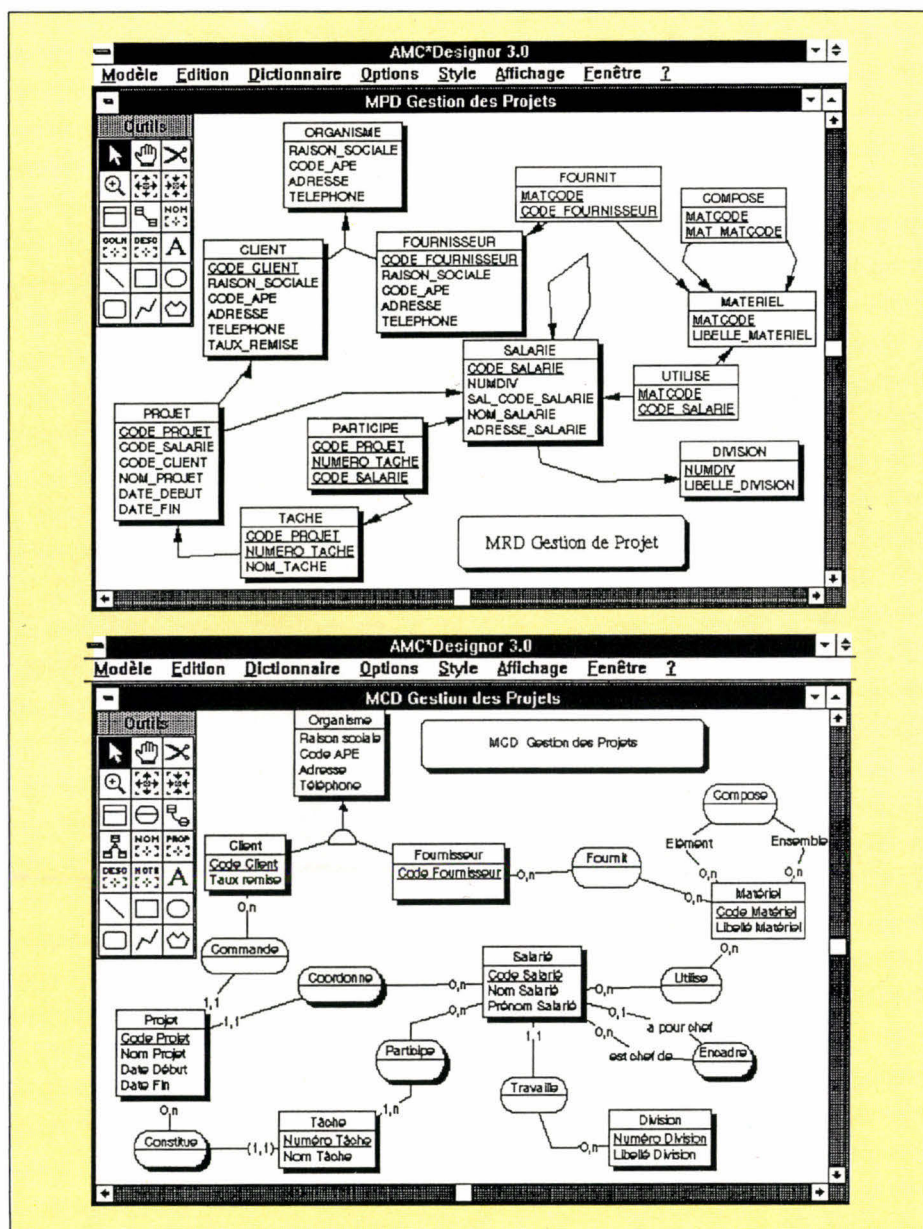 AMC*Designor 3.0
Modèle Edition Dictionnaire Options Style Affichage Fenêtre ?
MPD Gestion des Projets
Outils
NOM
COLN DESC A
ORGANISME
RAISON_SOCIALE
CODE_APE
ADRESSE
TELEPHONE
CLIENT
CODE_CLIENT
RAISON_SOCIALE
CODE_APE
ADRESSE
TELEPHONE
TAUX_REMISE
FOURNISSEUR
CODE_FOURNISSEUR
RAISON_SOCIALE
CODE_APE
ADRESSE
TELEPHONE
FOURNIT
MATCODE
CODE_FOURNISSEUR
COMPOSE
MATCODE
MAT_MATCODE
MATERIEL
MATCODE
LIBELLE_MATERIEL
SALARIE
CODE_SALARIE
NUMDIV
SAL_CODE_SALARIE
NOM_SALARIE
ADRESSE_SALARIE
UTILISE
MATCODE
CODE_SALARIE
PROJET
CODE_PROJET
CODE_SALARIE
CODE_CLIENT
NOM_PROJET
DATE_DEBUT
DATE_FIN
PARTICIPE
CODE_PROJET
NUMERO_TACHE
CODE_SALARIE
DIVISION
NUMDIV
LIBELLE_DIVISION
TACHE
CODE_PROJET
NUMERO_TACHE
NOM_TACHE
MRD Gestion de Projet
AMC*Designor 3.0
Modèle Edition Dictionnaire Options Style Affichage Fenêtre ?
MCD Gestion des Projets
Outils
NOM PROP
DESC NOTE A
Organisme
Raison sociale
Code APE
Adresse
Téléphone
MCD Gestion des Projets
Compose
Elément
Ensemble
0,n
0,n
Client
Code Client
Taux remise
Fournisseur
Code Fournisseur
0,n
Fournit
0,n
Matériel
Code Matériel
Libellé Matériel
0,n
Commande
1,1
Coordonne
1,1
0,n
Salarié
Code Salarié
Nom Salarié
Prénom Salarié
0,n
Utilise
0,n
0,1
a pour chef
0,n
est chef de
Encadre
Projet
Code Projet
Nom Projet
Date Début
Date Fin
0,n
Participe
1,n
1,1
Travaille
0,n
0,n
Constitue
(1,1)
Tâche
Numéro Tâche
Nom Tâche
Division
Numéro Division
Libellé Division